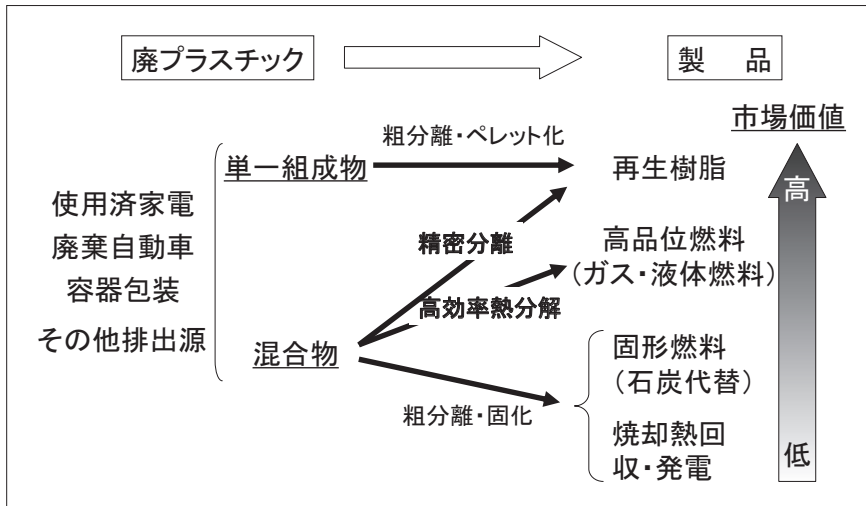 廃プラスチック
製　品
市場価値
粗分離・ペレット化
単一組成物
再生樹脂
高
使用済家電
廃棄自動車
容器包装
その他排出源
精密分離
高品位燃料
(ガス・液体燃料)
高効率熱分解
混合物
固形燃料
(石炭代替)
粗分離・固化
焼却熱回
収・発電
低